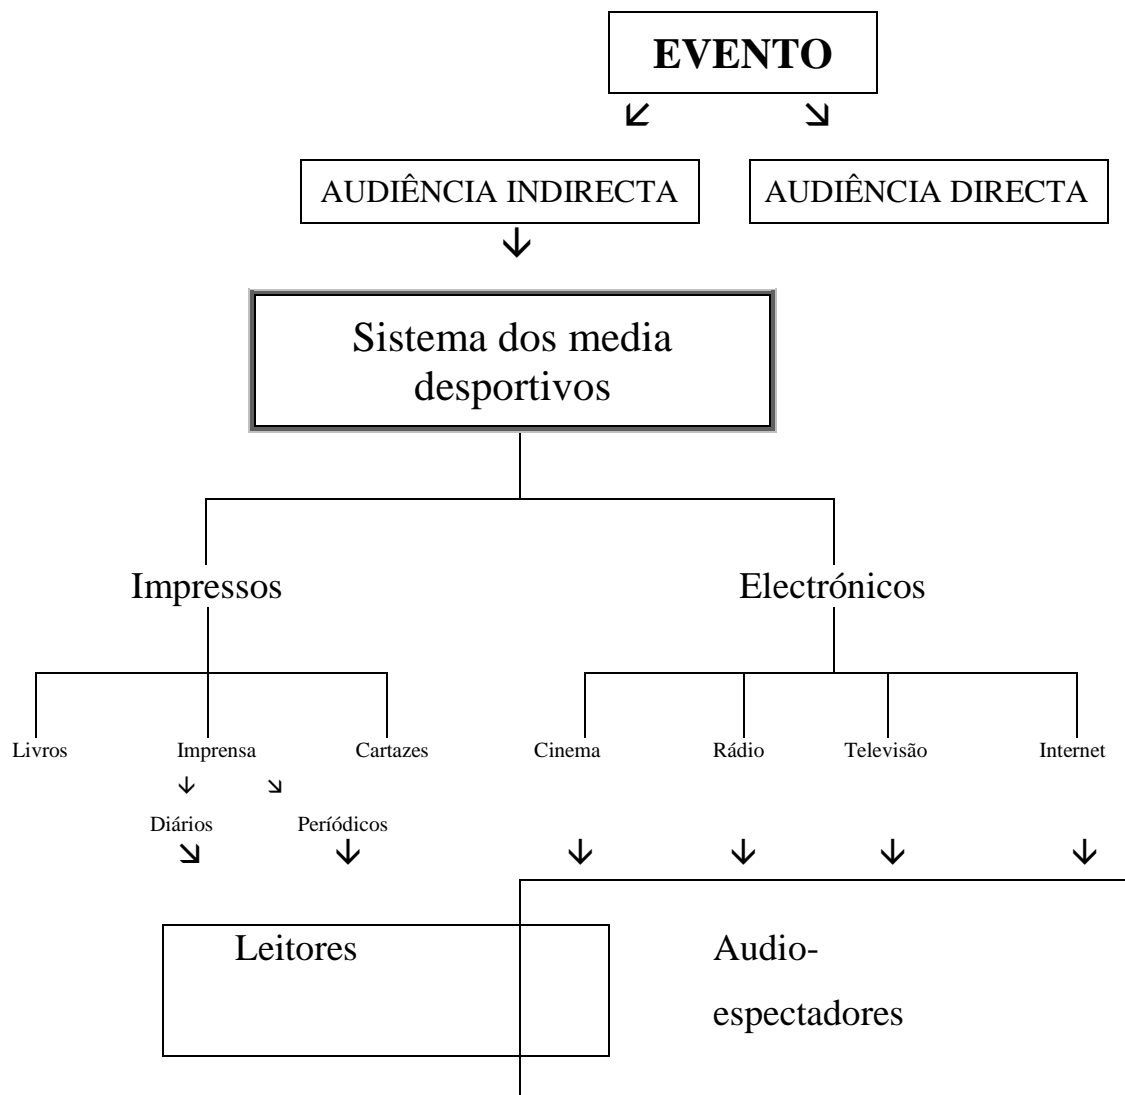 EVENTO
AUDIÊNCIA INDIRECTA
AUDIÊNCIA DIRECTA
Sistema dos media
desportivos
Impressos
Electrónicos
Livros
Imprensa
Cartazes
Cinema
Rádio
Televisão
Internet
Diários
Períódicos
Leitores
Audio-
espectadores